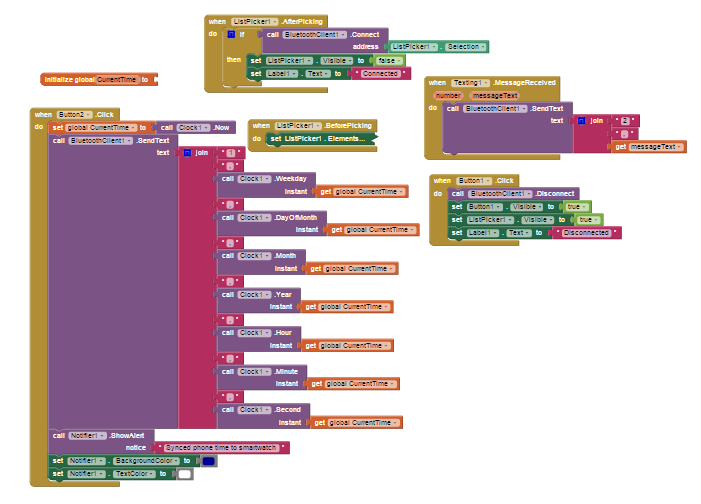 when ListPicker1 .AfterPicking
do if call BluetoothClient1 .Connect
address ListPicker1 . Selection
then set ListPicker1 . Visible to false
set Label1 . Text to " Connected "
initialize global CurrentTime to
when Button2 .Click
do set global CurrentTime to call Clock1 .Now
call BluetoothClient1 .SendText
text join " 1 "
" , "
call Clock1 .Weekday
instant get global CurrentTime
" , "
call Clock1 .DayOfMonth
instant get global CurrentTime
" , "
call Clock1 .Month
instant get global CurrentTime
" , "
call Clock1 .Year
instant get global CurrentTime
" , "
call Clock1 .Hour
instant get global CurrentTime
" , "
call Clock1 .Minute
instant get global CurrentTime
" , "
call Clock1 .Second
instant get global CurrentTime
call Notifier1 .ShowAlert
notice " Synced phone time to smartwatch "
set Notifier1 . BackgroundColor to
set Notifier1 . TextColor to
when ListPicker1 .BeforePicking
do set ListPicker1 . Elements...
when Texting1 .MessageReceived
number messageText
do call BluetoothClient1 .SendText
text join " 2 "
" , "
get messageText
when Button1 .Click
do call BluetoothClient1 .Disconnect
set Button1 . Visible to true
set ListPicker1 . Visible to true
set Label1 . Text to " Disconnected "